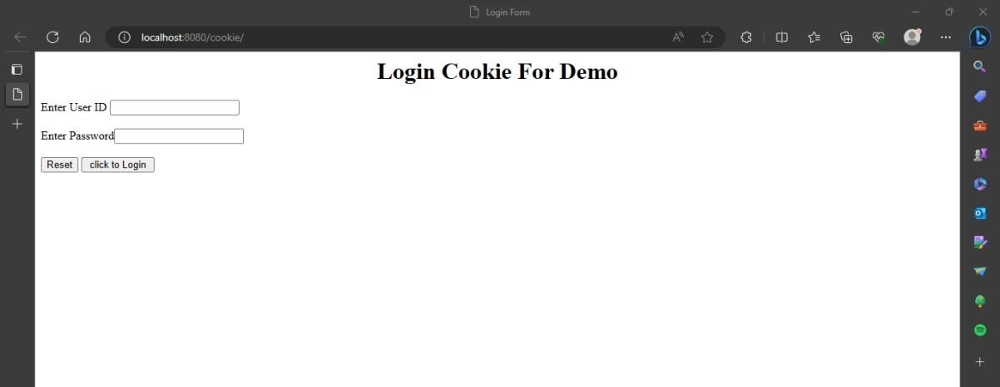 Login Form
localhost:8080/cookie/
Login Cookie For Demo
Enter User ID
Enter Password
Reset click to Login